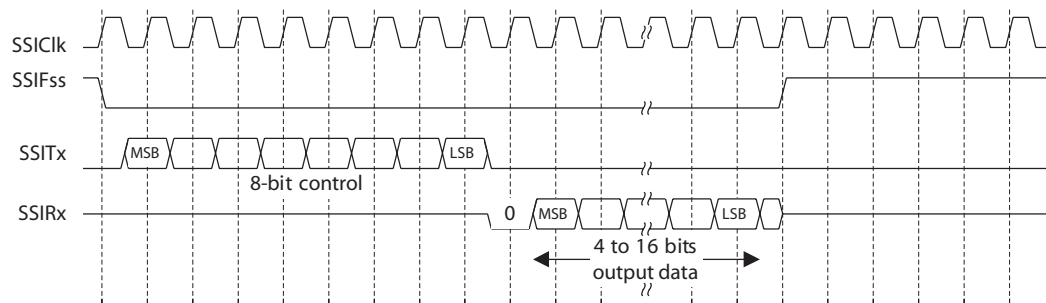 SSIClk
SSIFss
SSITx
MSB
LSB
8-bit control
SSIRx
0
MSB
LSB
4 to 16 bits
output data